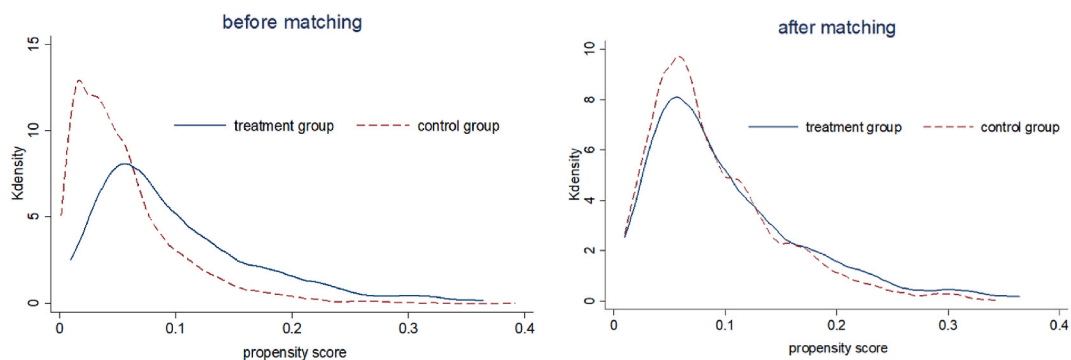 before matching
15
10
5
0
Kdensity
treatment group
control group
0
0.1
0.2
0.3
0.4
propensity score
after matching
10
8
6
4
2
0
Kdensity
treatment group
control group
0
0.1
0.2
0.3
0.4
propensity score